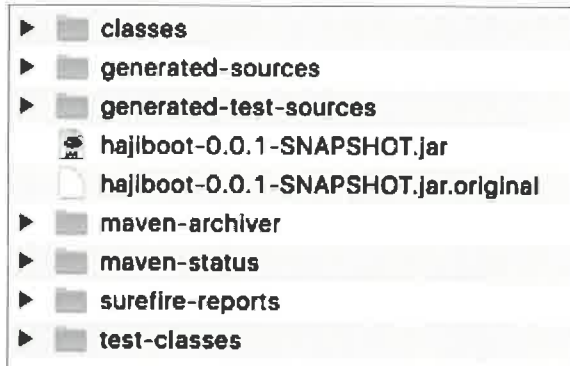 classes
generated-sources
generated-test-sources
hajiboot-0.0.1-SNAPSHOT.jar
hajiboot-0.0.1-SNAPSHOT.jar.original
maven-archiver
maven-status
surefire-reports
test-classes